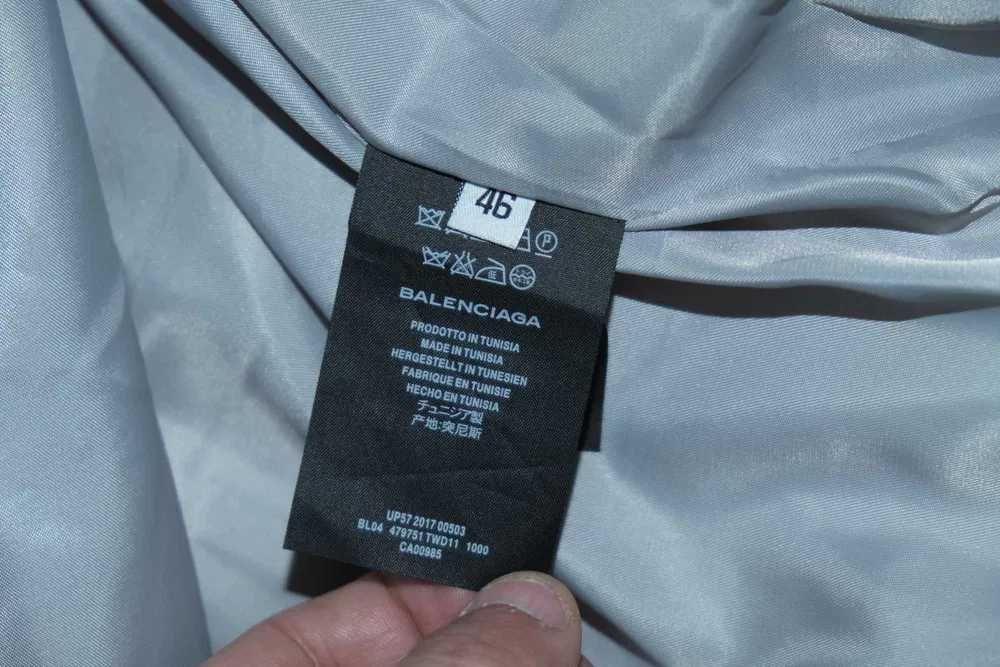 46
P
BALENCIAGA
PRODOTTO IN TUNISIA
MADE IN TUNISIA
HERGESTELLT IN TUNESIEN
FABRIQUE EN TUNISIE
HECHO EN TUNISIA
チュニジア製
产地:突尼斯
UP57 2017 00503
BL04 479751 TWD11 1000
CA00985